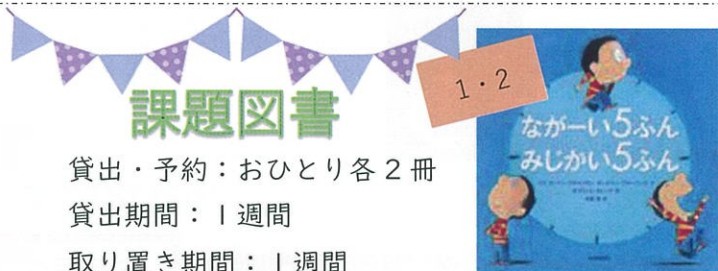 課題図書
1・2
貸出・予約：おひとり各2冊
貸出期間：1週間
取り置き期間：1週間
ながーい5ふん
みじかい5ふん